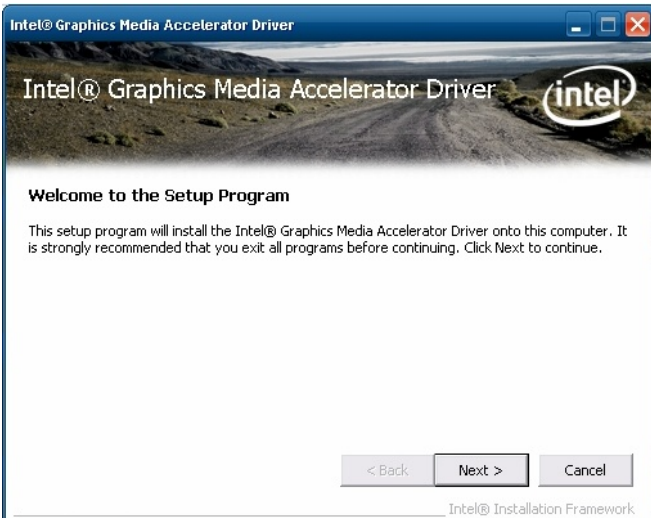 Intel® Graphics Media Accelerator Driver
Intel® Graphics Media Accelerator Driver
intel
Welcome to the Setup Program
This setup program will install the Intel® Graphics Media Accelerator Driver onto this computer. It
is strongly recommended that you exit all programs before continuing. Click Next to continue.
< Back Next > Cancel
Intel® Installation Framework